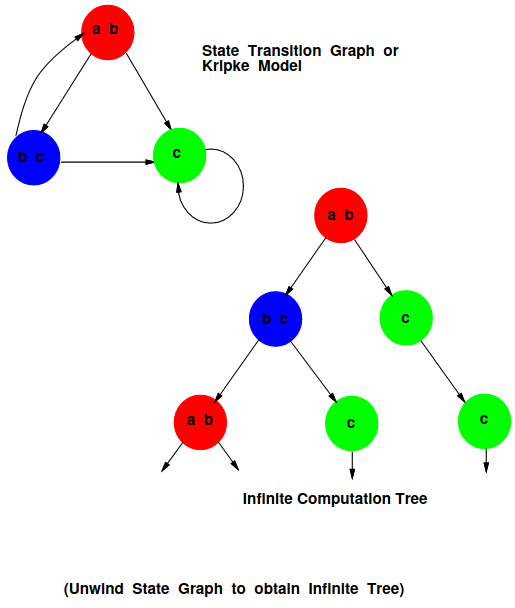 a b
State Transition Graph or
Kripke Model
b c
c
a b
b c
c
a b
c
c
Infinite Computation Tree
(Unwind State Graph to obtain Infinite Tree)